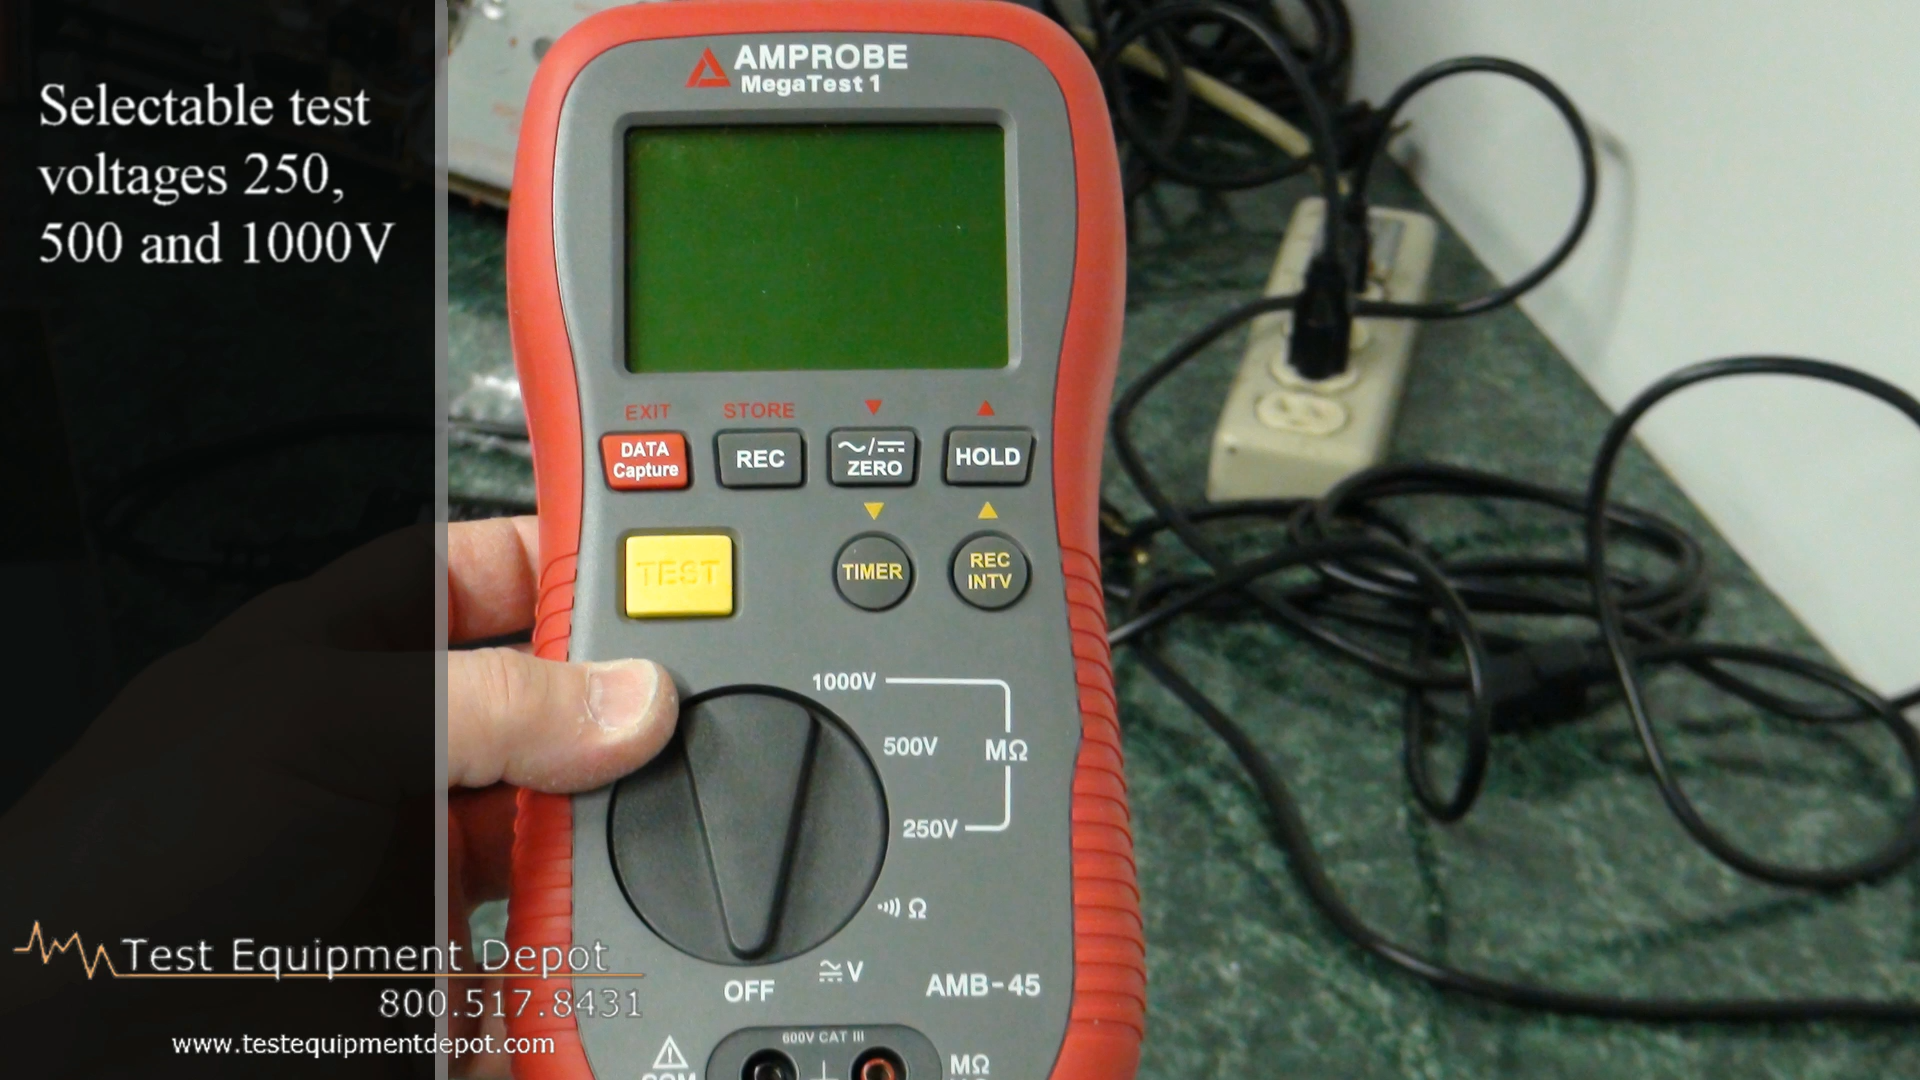 Selectable test
voltages 250,
500 and 1000V
AMPROBE
MegaTest 1
EXIT STORE ▼ ▲
DATA
Capture
REC
~/⎓
ZERO
HOLD
▼ ▲
TEST
TIMER
REC
INTV
1000V
500V
MΩ
250V
Ω
V
OFF
AMB-45
600V CAT III
MΩ
COM
Test Equipment Depot
800.517.8431
www.testequipmentdepot.com